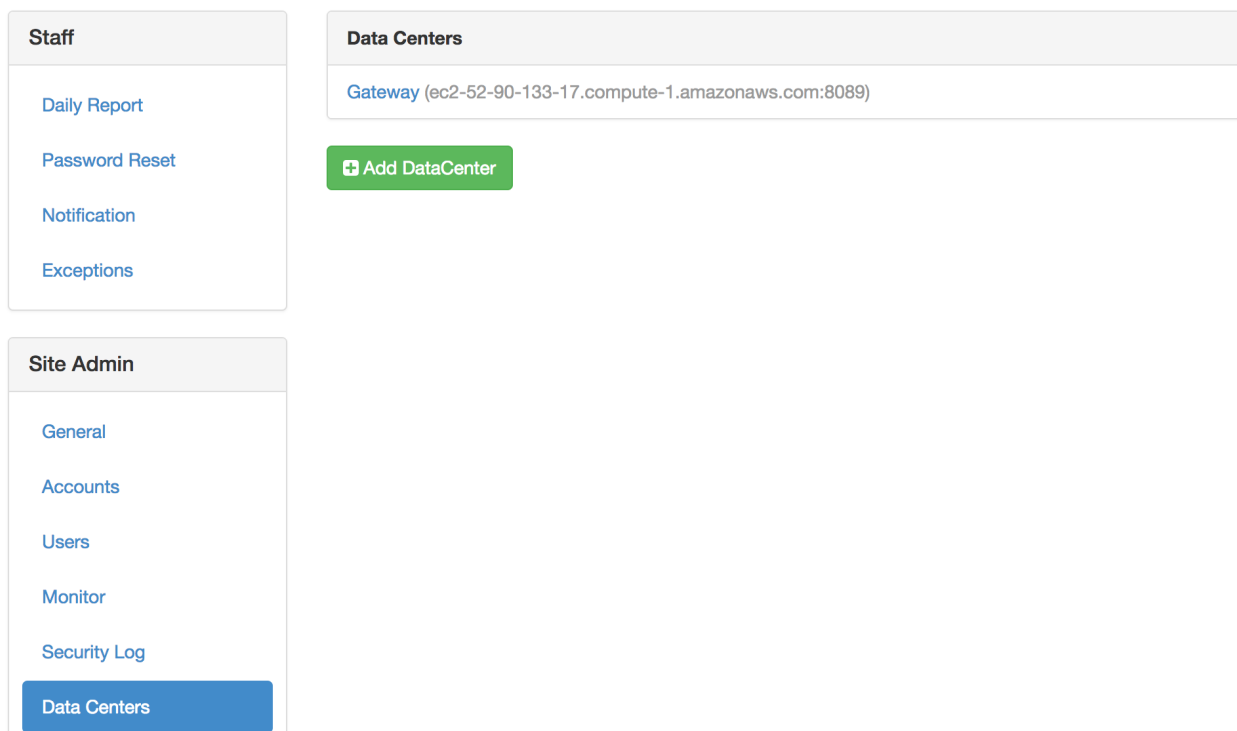 Staff
Daily Report
Password Reset
Notification
Exceptions
Site Admin
General
Accounts
Users
Monitor
Security Log
Data Centers
Data Centers
Gateway (ec2-52-90-133-17.compute-1.amazonaws.com:8089)
Add DataCenter